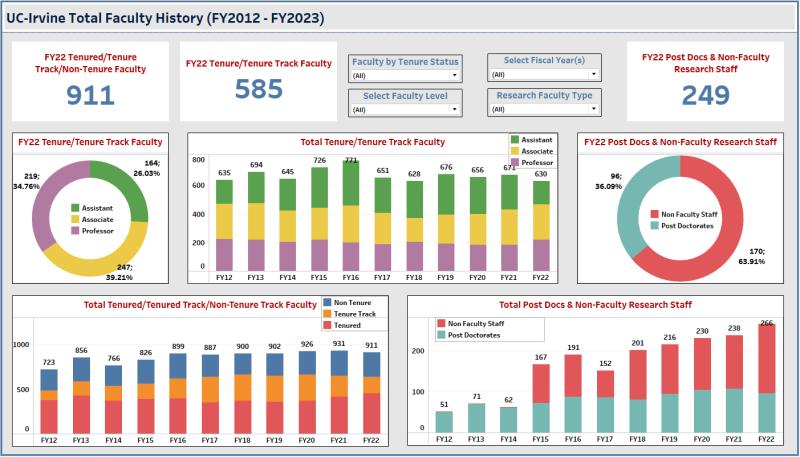 UC-Irvine Total Faculty History (FY2012 - FY2023)
FY22 Tenured/Tenure
Track/Non-Tenure Faculty
911
FY22 Tenure/Tenure Track Faculty
585
Faculty by Tenure Status
(All)
Select Fiscal Year(s)
(All)
Select Faculty Level
(All)
Research Faculty Type
(All)
FY22 Post Docs & Non-Faculty
Research Staff
249
FY22 Tenure/Tenure Track Faculty
164;
26.03%
219;
34.76%
Assistant
Associate
Professor
247;
39.21%
Total Tenure/Tenure Track Faculty
Assistant
Associate
Professor
800
600
400
200
0
635
694
645
726
771
651
628
676
656
671
630
FY12
FY13
FY14
FY15
FY16
FY17
FY18
FY19
FY20
FY21
FY22
FY22 Post Docs & Non-Faculty Research Staff
96;
36.09%
Non Faculty Staff
Post Doctorates
170;
63.91%
Total Tenured/Tenured Track/Non-Tenure Track Faculty
Non Tenure
Tenure Track
Tenured
1000
500
0
723
856
766
826
899
887
900
902
926
931
911
FY12
FY13
FY14
FY15
FY16
FY17
FY18
FY19
FY20
FY21
FY22
Total Post Docs & Non-Faculty Research Staff
Non Faculty Staff
Post Doctorates
200
100
0
51
71
62
167
191
152
201
216
230
238
266
FY12
FY13
FY14
FY15
FY16
FY17
FY18
FY19
FY20
FY21
FY22